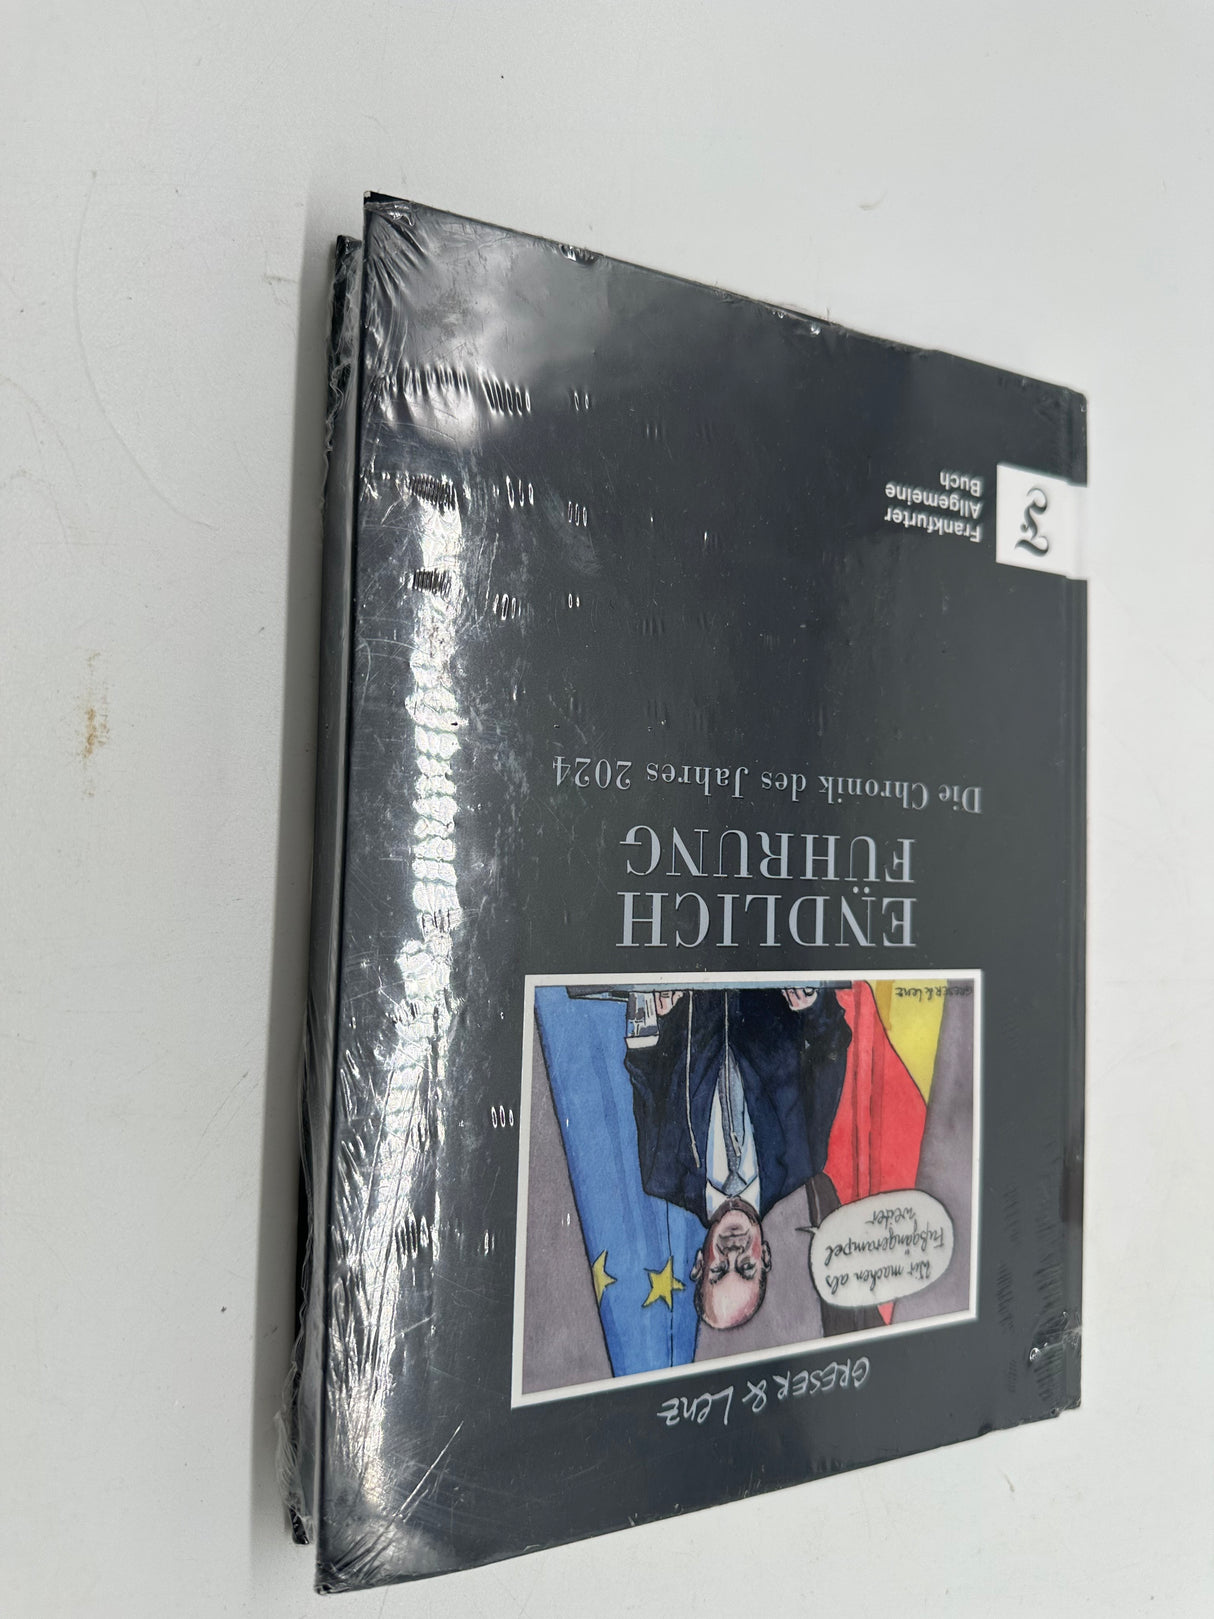 GRESER & LENZ
Wir machen als
Fußgängerampel
weiter
GRESER & LENZ
ENDLICH
FÜHRUNG
Die Chronik des Jahres 2024
F.
Frankfurter
Allgemeine
Buch